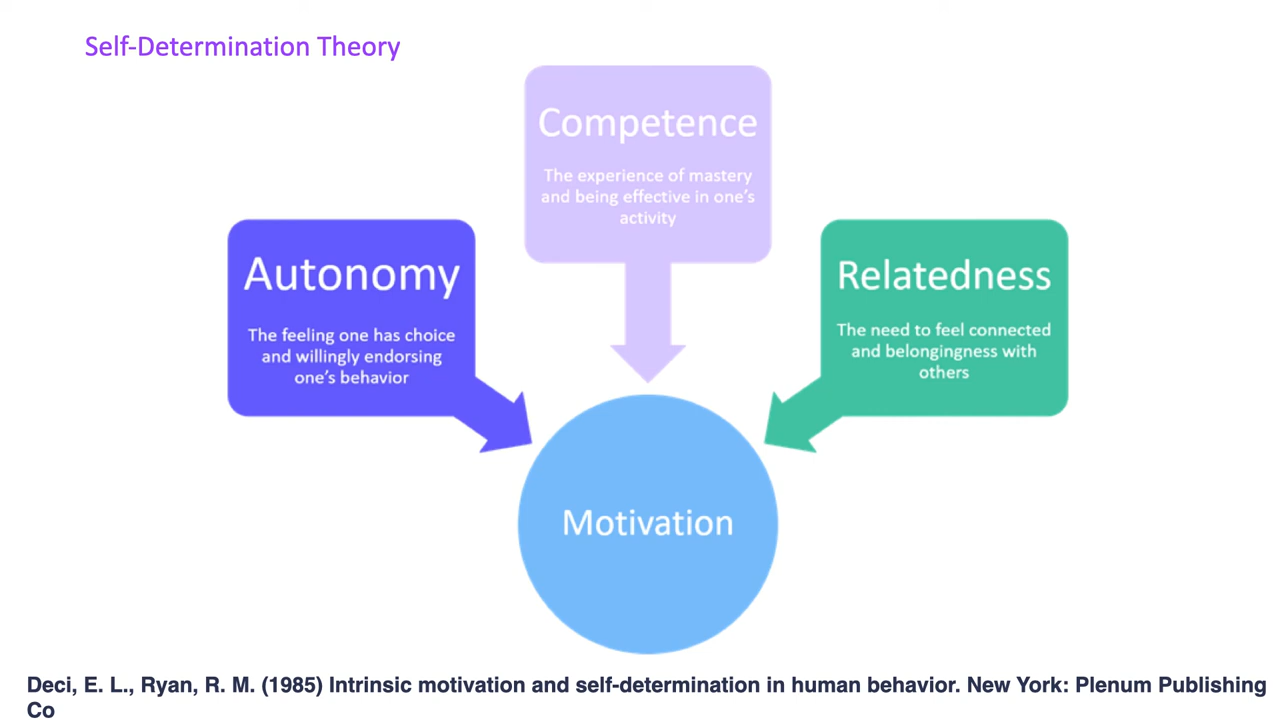 Self-Determination Theory
Competence
The experience of mastery
and being effective in one's
activity
Autonomy
The feeling one has choice
and willingly endorsing
one's behavior
Relatedness
The need to feel connected
and belongingness with
others
Motivation
Deci, E. L., Ryan, R. M. (1985) Intrinsic motivation and self-determination in human behavior. New York: Plenum Publishing
Co